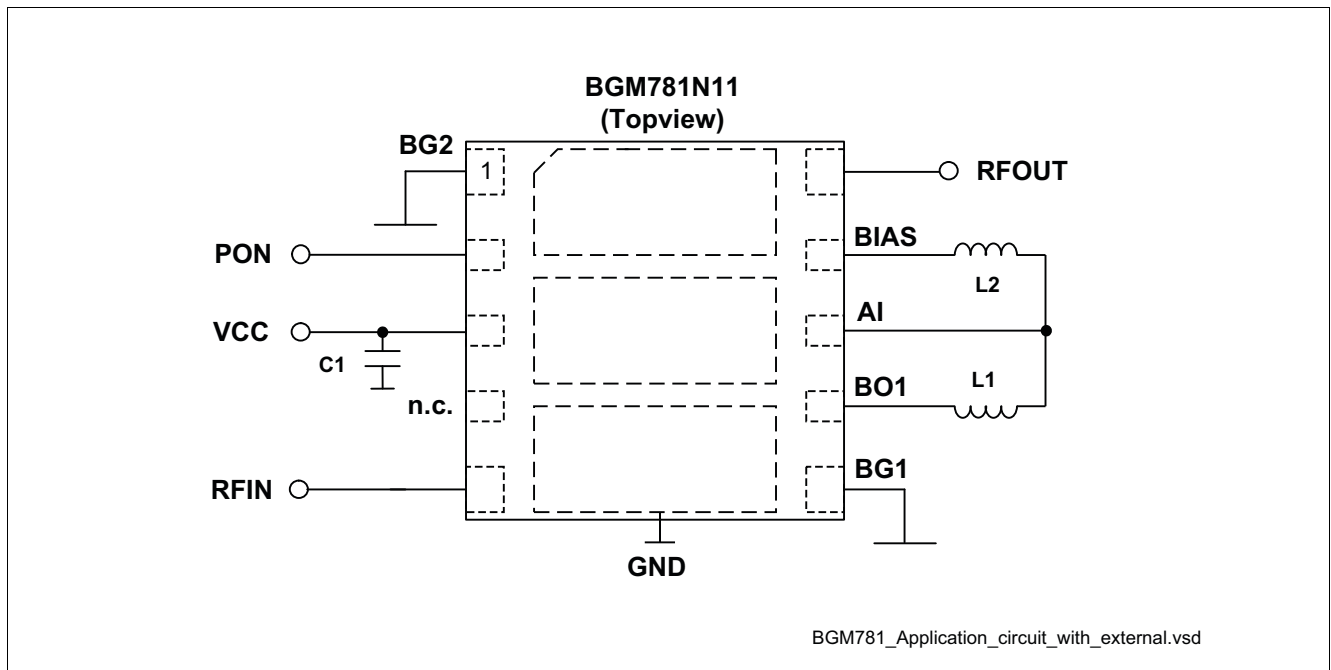 BGM781N11
(Topview)
BG2
1
RFOUT
PON
BIAS
L2
VCC
AI
C1
n.c.
BO1
L1
RFIN
BG1
GND
BGM781_Application_circuit_with_external.vsd